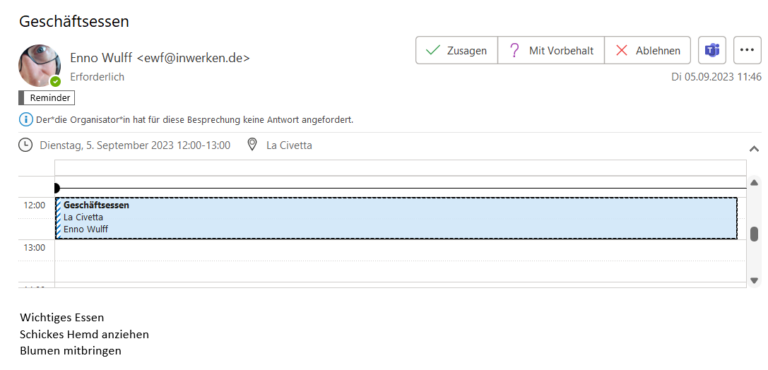 Geschäftsessen
Enno Wulff <ewf@inwerken.de>
Erforderlich
Zusagen
Mit Vorbehalt
Ablehnen
Di 05.09.2023 11:46
Reminder
Der*die Organisator*in hat für diese Besprechung keine Antwort angefordert.
Dienstag, 5. September 2023 12:00-13:00
La Civetta
12:00
Geschäftsessen
La Civetta
Enno Wulff
13:00
Wichtiges Essen
Schickes Hemd anziehen
Blumen mitbringen